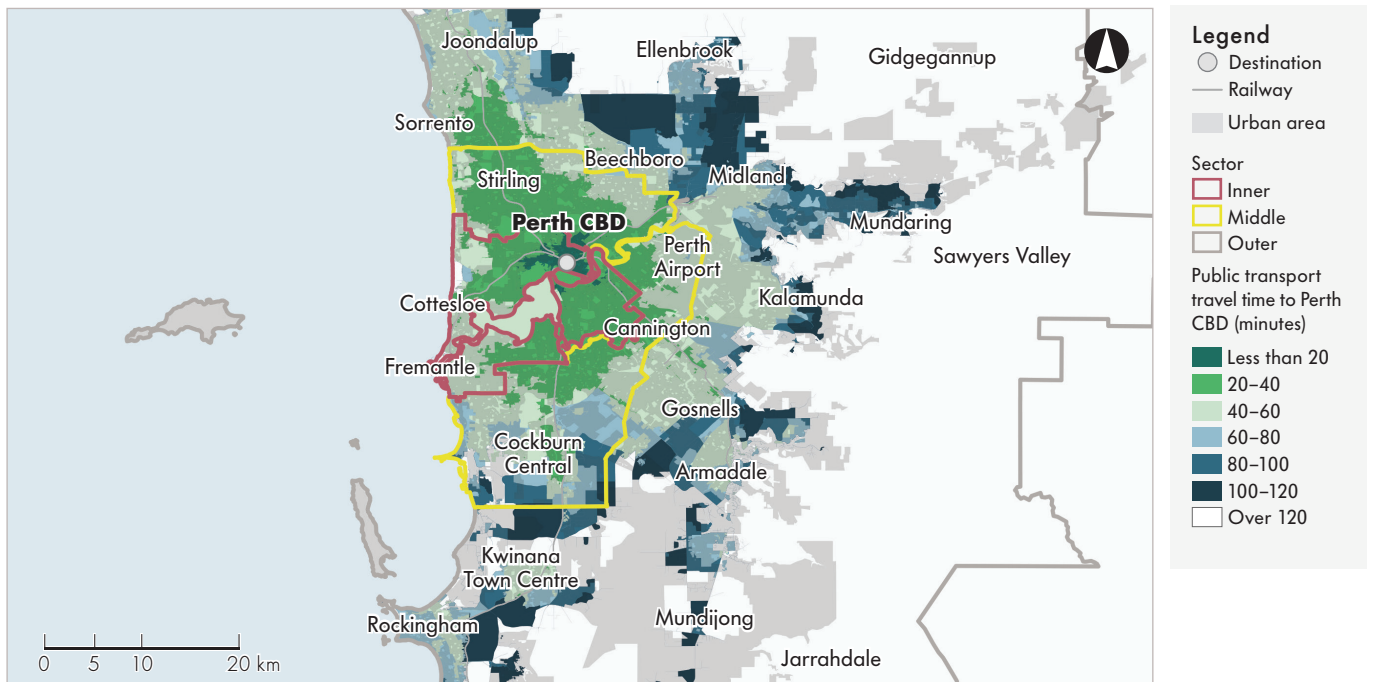 Joondalup
Ellenbrook
Gidgegannup
Sorrento
Beechboro
Stirling
Midland
Perth CBD
Mundaring
Perth
Airport
Sawyers Valley
Cottesloe
Kalamunda
Cannington
Fremantle
Gosnells
Cockburn
Central
Armadale
Kwinana
Town Centre
Rockingham
Mundijong
Jarrahdale
0 5 10 20 km
Legend
Destination
Railway
Urban area
Sector
Inner
Middle
Outer
Public transport
travel time to Perth
CBD (minutes)
Less than 20
20–40
40–60
60–80
80–100
100–120
Over 120